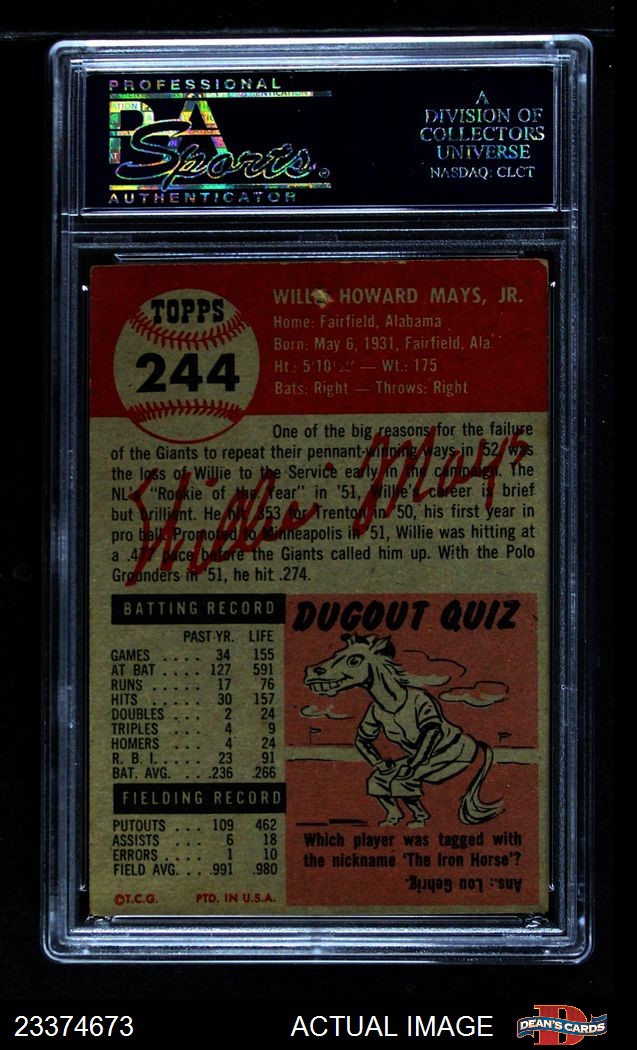 PROFESSIONAL
PSA
Sports®
AUTHENTICATOR
A
DIVISION OF
COLLECTORS
UNIVERSE
NASDAQ: CLCT
TOPPS
244
WILLIE HOWARD MAYS, JR.
Home: Fairfield, Alabama
Born: May 6, 1931, Fairfield, Ala.
Ht.: 5'10½" — Wt.: 175
Bats: Right — Throws: Right
One of the big reasons for the failure
of the Giants to repeat their pennant-winning ways in '52 was
the loss of Willie to the Service early in the campaign. The
NL's "Rookie of the Year" in '51, Willie's career is brief
but brilliant. He hit .353 for Trenton in '50, his first year in
pro ball. Promoted to Minneapolis in '51, Willie was hitting at
a .477 pace before the Giants called him up. With the Polo
Grounders in '51, he hit .274.
Willie Mays
BATTING RECORD
PAST YR. LIFE
GAMES .... 34 155
AT BAT .... 127 591
RUNS .... 17 76
HITS .... 30 157
DOUBLES ... 2 24
TRIPLES ... 4 9
HOMERS ... 4 24
R. B. I. .... 23 91
BAT. AVG. ... .236 .266
FIELDING RECORD
PUTOUTS ... 109 462
ASSISTS ... 6 18
ERRORS .... 1 10
FIELD AVG. .. .991 .980
©T.C.G. PTD. IN U.S.A.
DUGOUT QUIZ
Which player was tagged with
the nickname 'The Iron Horse'?
Ans.: Lou Gehrig.
23374673
ACTUAL IMAGE
D
DEAN'S CARDS